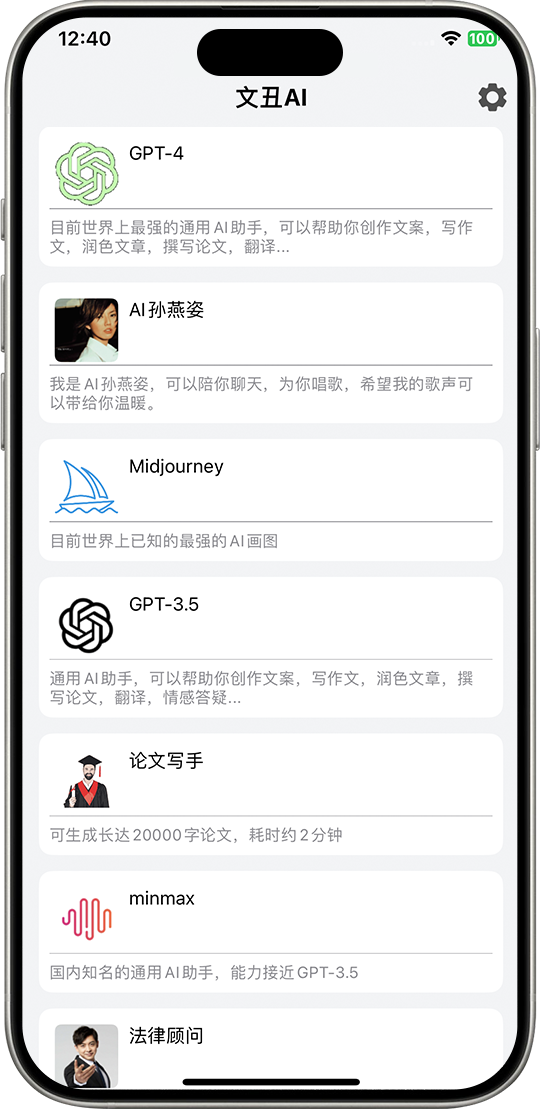 12:40
100
文丑AI
GPT-4
目前世界上最强的通用AI助手，可以帮助你创作文案，写作
文，润色文章，撰写论文，翻译...
AI孙燕姿
我是AI孙燕姿，可以陪你聊天，为你唱歌，希望我的歌声可
以带给你温暖。
Midjourney
目前世界上已知的最强的AI画图
GPT-3.5
通用AI助手，可以帮助你创作文案，写作文，润色文章，撰
写论文，翻译，情感答疑...
论文写手
可生成长达20000字论文，耗时约2分钟
minmax
国内知名的通用AI助手，能力接近GPT-3.5
法律顾问